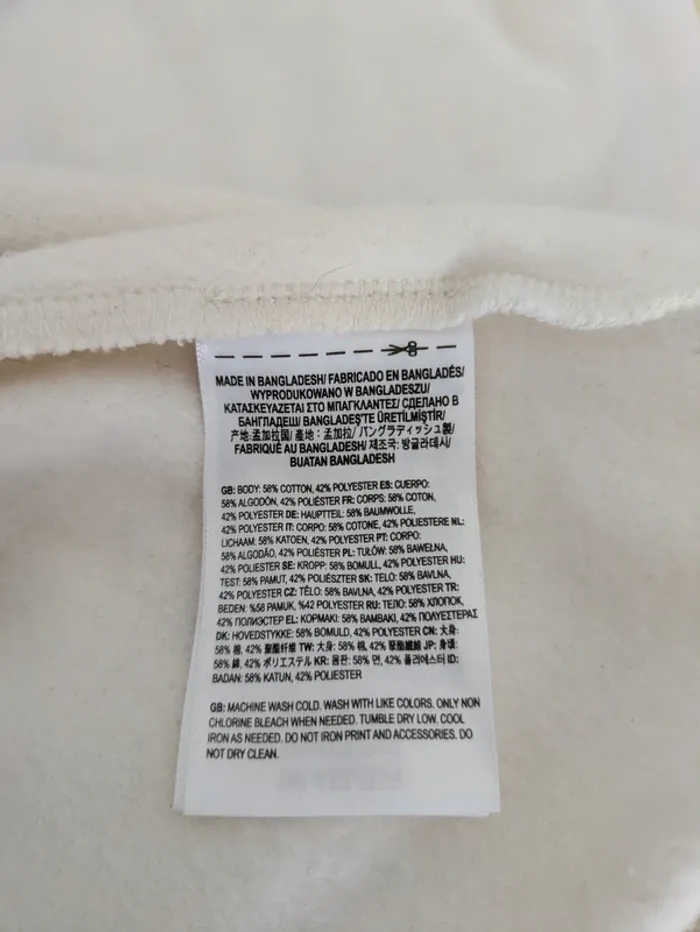 MADE IN BANGLADESH/ FABRICADO EN BANGLADÉS/
WYPRODUKOWANO W BANGLADESZU/
ΚΑΤΑΣΚΕΥΑΖΕΤΑΙ ΣΤΟ ΜΠΑΓΚΛΑΝΤΕΣ/ СДЕЛАНО В
БАНГЛАДЕШ/ BANGLADEŞ'TE ÜRETİLMİŞTİR/
产地:孟加拉国/ 產地：孟加拉/ バングラディッシュ製/
FABRIQUÉ AU BANGLADESH/ 제조국: 방글라데시/
BUATAN BANGLADESH
GB: BODY: 58% COTTON, 42% POLYESTER ES: CUERPO:
58% ALGODÓN, 42% POLIÉSTER FR: CORPS: 58% COTON,
42% POLYESTER DE: HAUPTTEIL: 58% BAUMWOLLE,
42% POLYESTER IT: CORPO: 58% COTONE, 42% POLIESTERE NL:
LICHAAM: 58% KATOEN, 42% POLYESTER PT: CORPO:
58% ALGODÃO, 42% POLIÉSTER PL: TUŁÓW: 58% BAWEŁNA,
42% POLIESTER SE: KROPP: 58% BOMULL, 42% POLYESTER HU:
TEST: 58% PAMUT, 42% POLIÉSZTER SK: TELO: 58% BAVLNA,
42% POLYESTER CZ: TĚLO: 58% BAVLNA, 42% POLYESTER TR:
BEDEN: %58 PAMUK, %42 POLYESTER RU: ТЕЛО: 58% ХЛОПОК,
42% ПОЛИЭСТЕР EL: ΚΟΡΜΑΚΙ: 58% ΒΑΜΒΑΚΙ, 42% ΠΟΛΥΕΣΤΕΡΑΣ
DK: HOVEDSTYKKE: 58% BOMULD, 42% POLYESTER CN: 大身:
58% 棉, 42% 聚酯纤维 TW: 大身: 58% 棉, 42% 聚酯纖維 JP: 身頃:
58% 綿, 42% ポリエステル KR: 몸판: 58% 면, 42% 폴리에스터 ID:
BADAN: 58% KATUN, 42% POLIESTER
GB: MACHINE WASH COLD. WASH WITH LIKE COLORS. ONLY NON
CHLORINE BLEACH WHEN NEEDED. TUMBLE DRY LOW. COOL
IRON AS NEEDED. DO NOT IRON PRINT AND ACCESSORIES. DO
NOT DRY CLEAN.